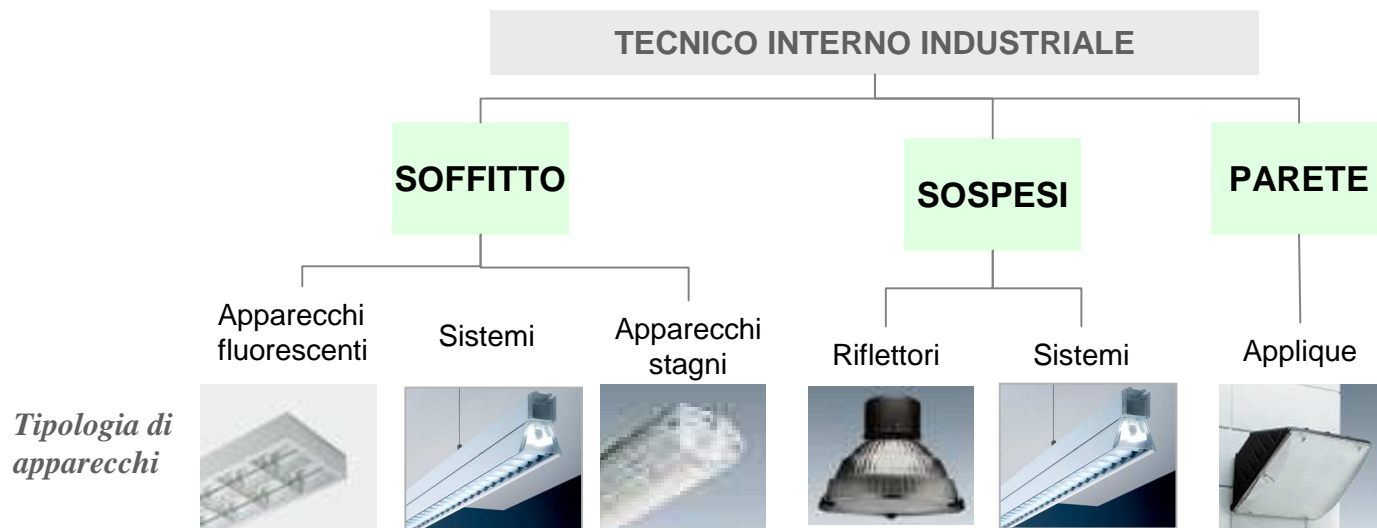 TECNICO INTERNO INDUSTRIALE
SOFFITTO
SOSPESI
PARETE
Apparecchi
fluorescenti
Sistemi
Apparecchi
stagni
Riflettori
Sistemi
Applique
Tipologia di
apparecchi